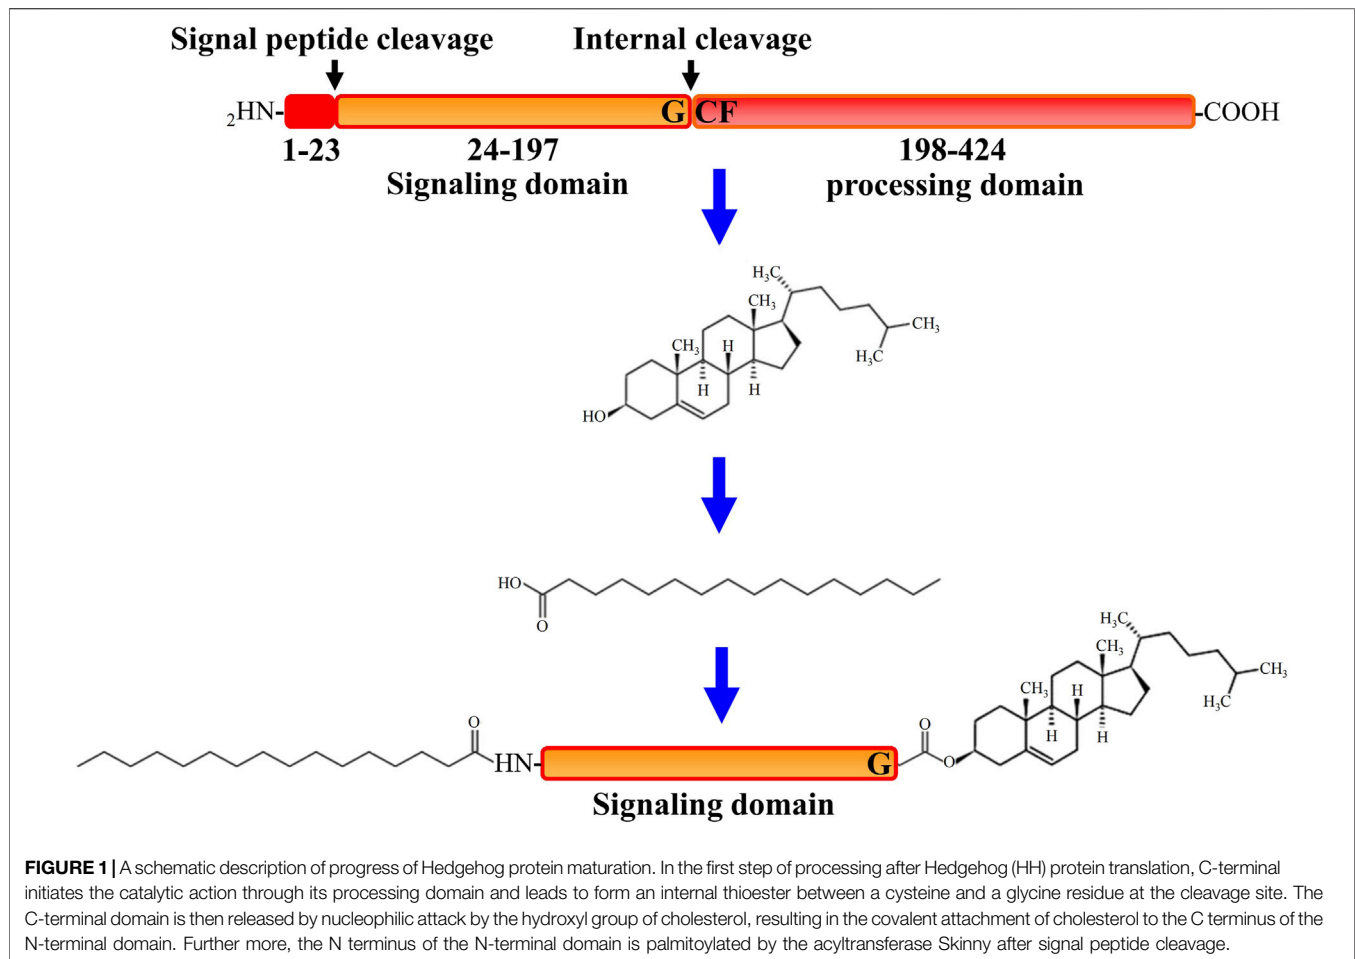 Signal peptide cleavage Internal cleavage
₂HN- G CF -COOH
1-23 24-197 198-424
Signaling domain processing domain
H₃C
CH₃
CH₃
H₃C
CH₃ H
H H
HO
HO
O
H₃C
CH₃
CH₃
H₃C
CH₃ H
H H
O O
HN- G O
Signaling domain
FIGURE 1 | A schematic description of progress of Hedgehog protein maturation. In the first step of processing after Hedgehog (HH) protein translation, C-terminal
initiates the catalytic action through its processing domain and leads to form an internal thioester between a cysteine and a glycine residue at the cleavage site. The
C-terminal domain is then released by nucleophilic attack by the hydroxyl group of cholesterol, resulting in the covalent attachment of cholesterol to the C terminus of the
N-terminal domain. Further more, the N terminus of the N-terminal domain is palmitoylated by the acyltransferase Skinny after signal peptide cleavage.